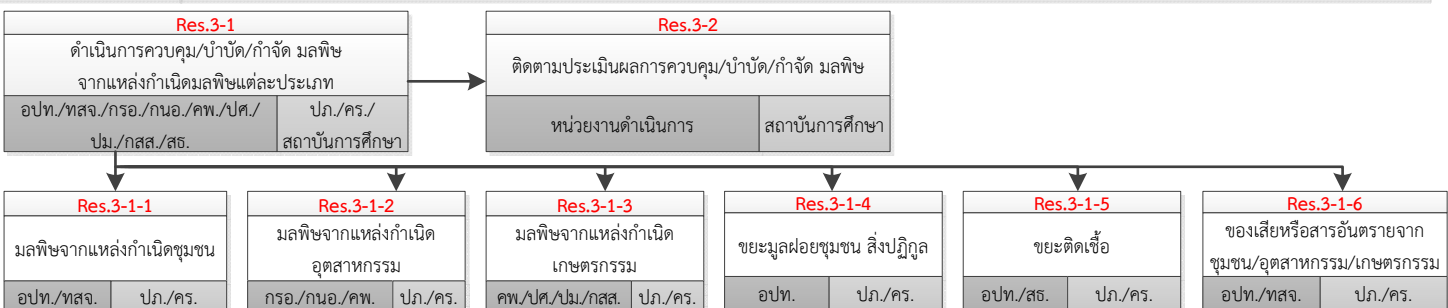 Res.3-1
ดำเนินการควบคุม/บำบัด/กำจัด มลพิษ
จากแหล่งกำเนิดมลพิษแต่ละประเภท
อปท./ทสจ./กรอ./กนอ./คพ./ปศ./
ปม./กสส./สธ.
ปภ./คร./
สถาบันการศึกษา
Res.3-2
ติดตามประเมินผลการควบคุม/บำบัด/กำจัด มลพิษ
หน่วยงานดำเนินการ
สถาบันการศึกษา
Res.3-1-1
มลพิษจากแหล่งกำเนิดชุมชน
อปท./ทสจ.
ปภ./คร.
Res.3-1-2
มลพิษจากแหล่งกำเนิด
อุตสาหกรรม
กรอ./กนอ./คพ.
ปภ./คร.
Res.3-1-3
มลพิษจากแหล่งกำเนิด
เกษตรกรรม
คพ./ปศ./ปม./กสส.
ปภ./คร.
Res.3-1-4
ขยะมูลฝอยชุมชน สิ่งปฏิกูล
อปท.
ปภ./คร.
Res.3-1-5
ขยะติดเชื้อ
อปท./สธ.
ปภ./คร.
Res.3-1-6
ของเสียหรือสารอันตรายจาก
ชุมชน/อุตสาหกรรม/เกษตรกรรม
อปท./ทสจ.
ปภ./คร.